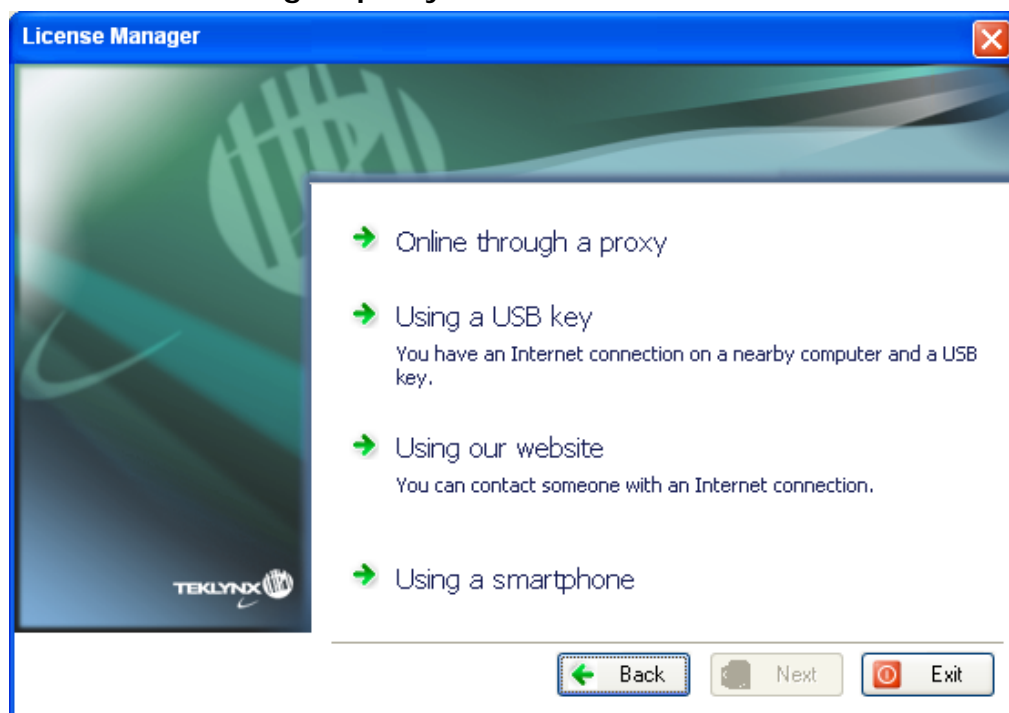 License Manager
Online through a proxy
Using a USB key
You have an Internet connection on a nearby computer and a USB
key.
Using our website
You can contact someone with an Internet connection.
Using a smartphone
TEKLYNX
Back Next Exit